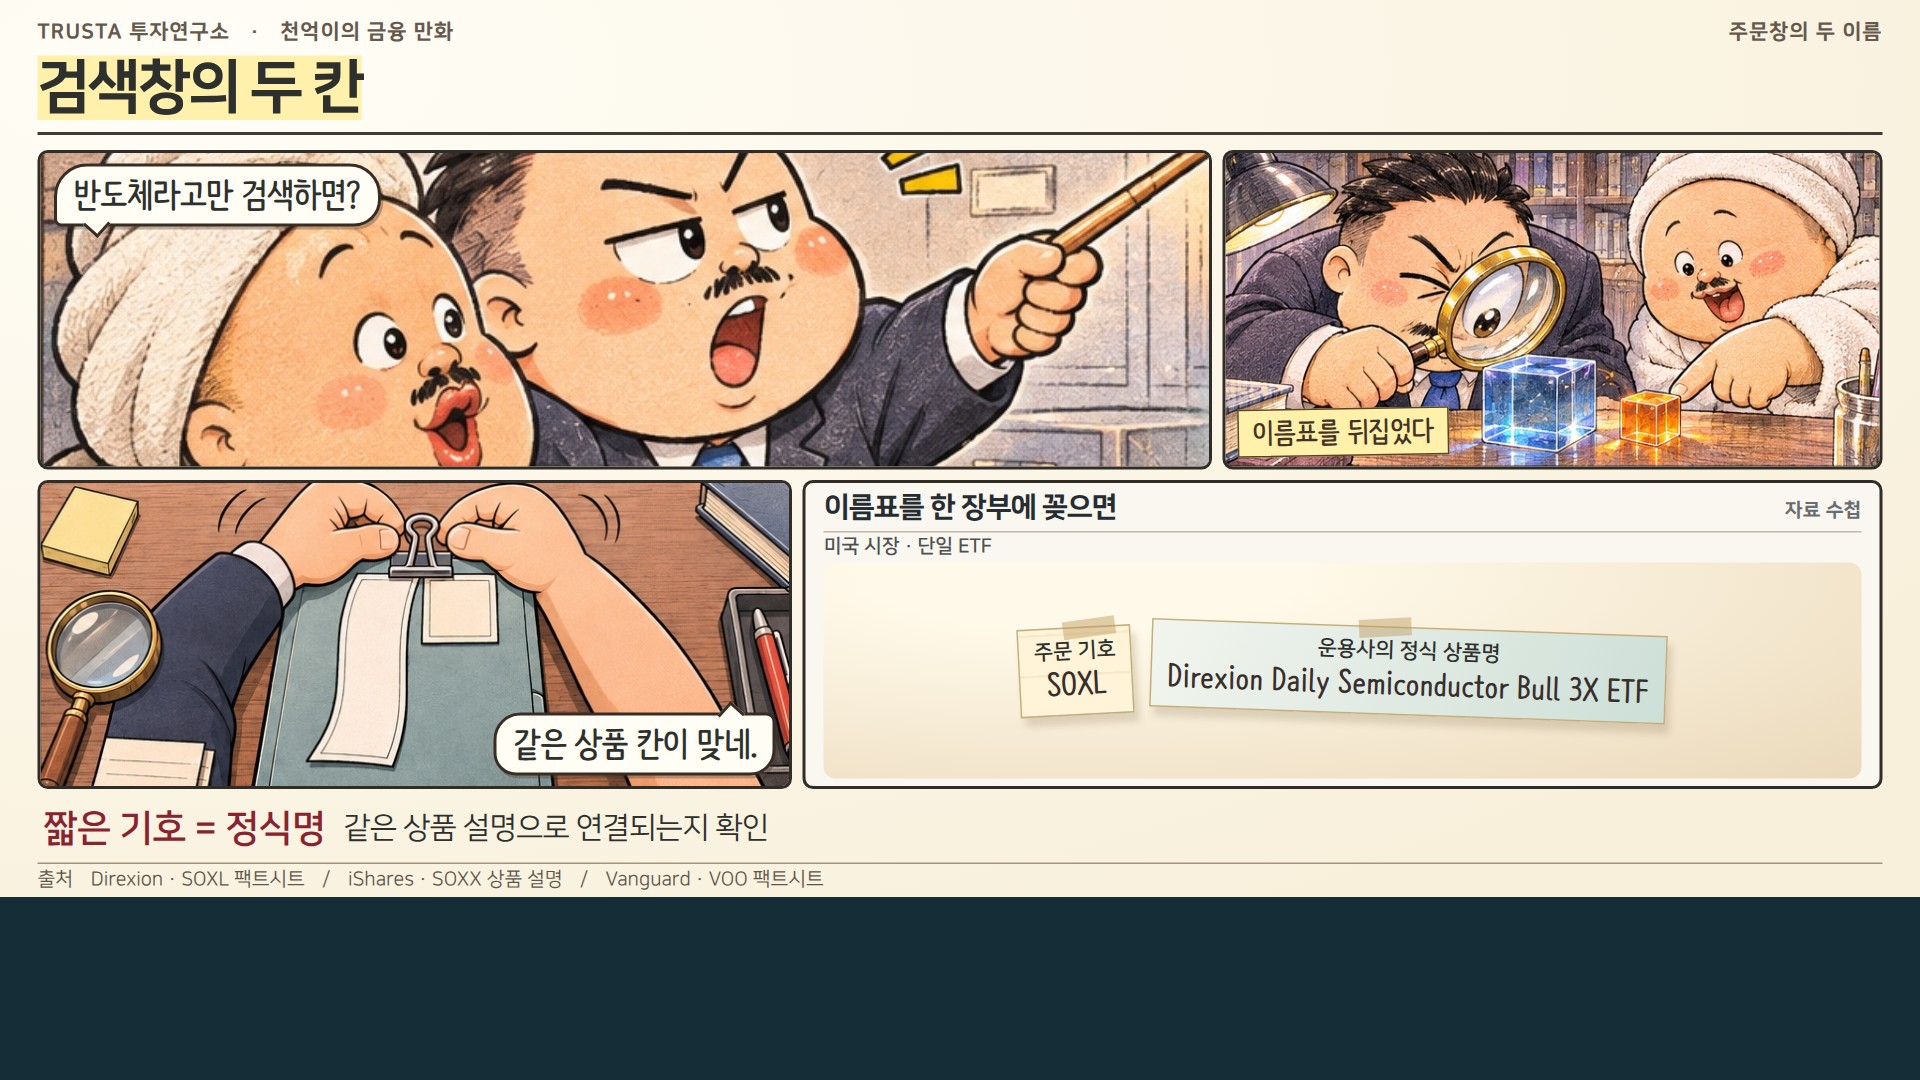 TRUSTA 투자연구소 · 천억이의 금융 만화
주문창의 두 이름
검색창의 두 칸
반도체라고만 검색하면?
이름표를 뒤집었다
같은 상품 칸이 맞네.
이름표를 한 장부에 꽂으면
자료 수첩
미국 시장 · 단일 ETF
주문 기호
SOXL
운용사의 정식 상품명
Direxion Daily Semiconductor Bull 3X ETF
짧은 기호 = 정식명 같은 상품 설명으로 연결되는지 확인
출처 Direxion · SOXL 팩트시트 / iShares · SOXX 상품 설명 / Vanguard · VOO 팩트시트